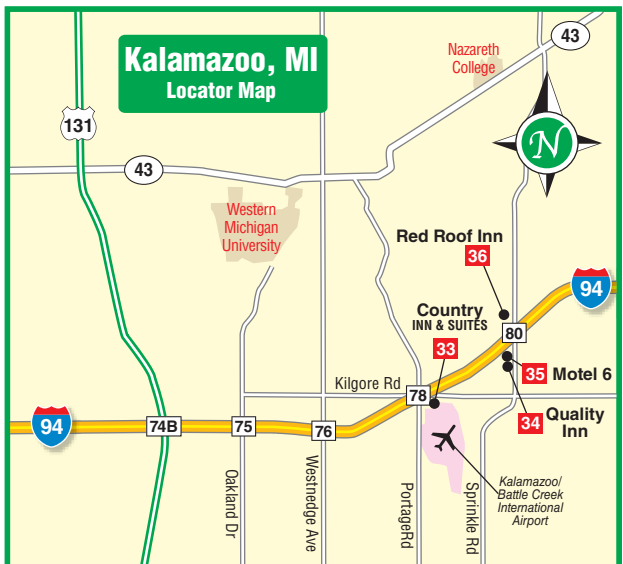 Kalamazoo, MI
Locator Map
43
Nazareth
College
131
N
43
Western
Michigan
University
Red Roof Inn
36
94
Country
INN & SUITES
33
80
35 Motel 6
Kilgore Rd
78
34 Quality
Inn
94
74B
75
76
Oakland Dr
Westnedge Ave
PortageRd
Sprinkle Rd
Kalamazoo/
Battle Creek
International
Airport